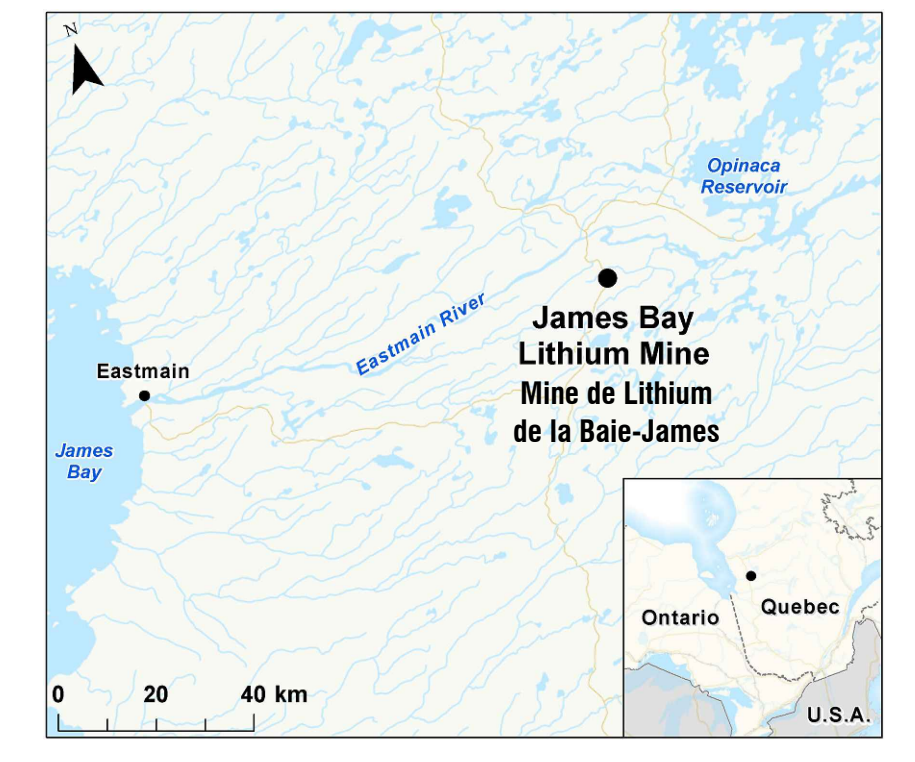 N
Opinaca
Reservoir
James Bay
Lithium Mine
Mine de Lithium
de la Baie-James
Eastmain River
Eastmain
James
Bay
Ontario
Quebec
U.S.A.
0 20 40 km